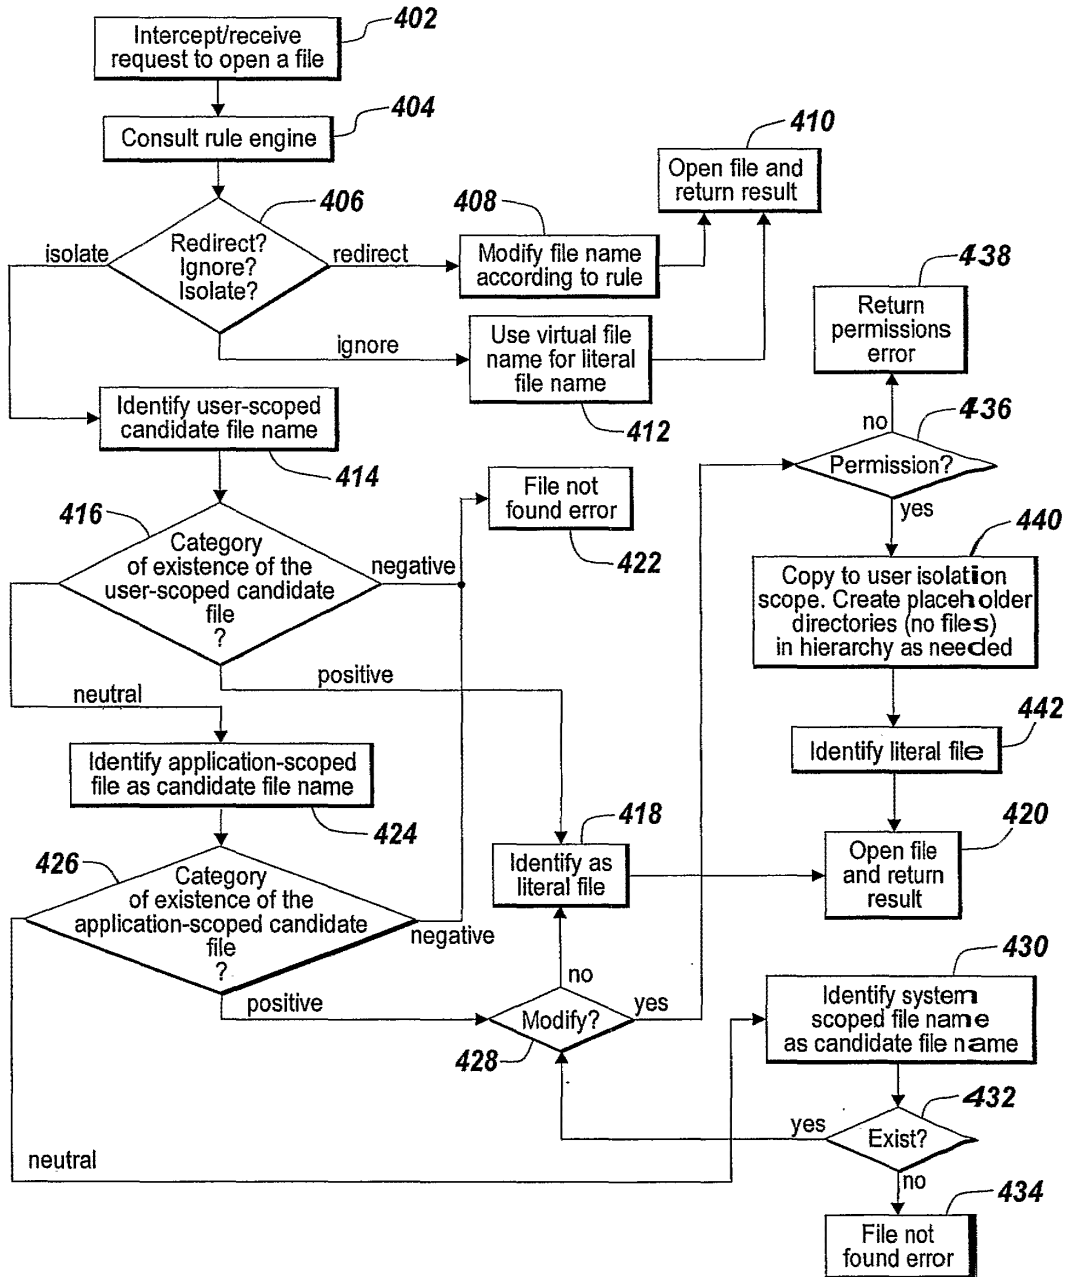 402
Intercept/receive
request to open a file
404
Consult rule engine
410
Open file and
return result
406
Redirect?
Ignore?
Isolate?
isolate
redirect
408
Modify file name
according to rule
ignore
Use virtual file
name for literal
file name
412
438
Return
permissions
error
no
436
Permission?
yes
Identify user-scoped
candidate file name
414
File not
found error
422
416
Category
of existence of the
user-scoped candidate
file
?
negative
positive
neutral
440
Copy to user isolation
scope. Create placeholder
directories (no files)
in hierarchy as needed
442
Identify literal file
Identify application-scoped
file as candidate file name
424
418
Identify as
literal file
420
Open file
and return
result
426
Category
of existence of the
application-scoped candidate
file
?
negative
positive
neutral
no
Modify?
yes
428
430
Identify system
scoped file name
as candidate file name
432
Exist?
yes
no
434
File not
found error